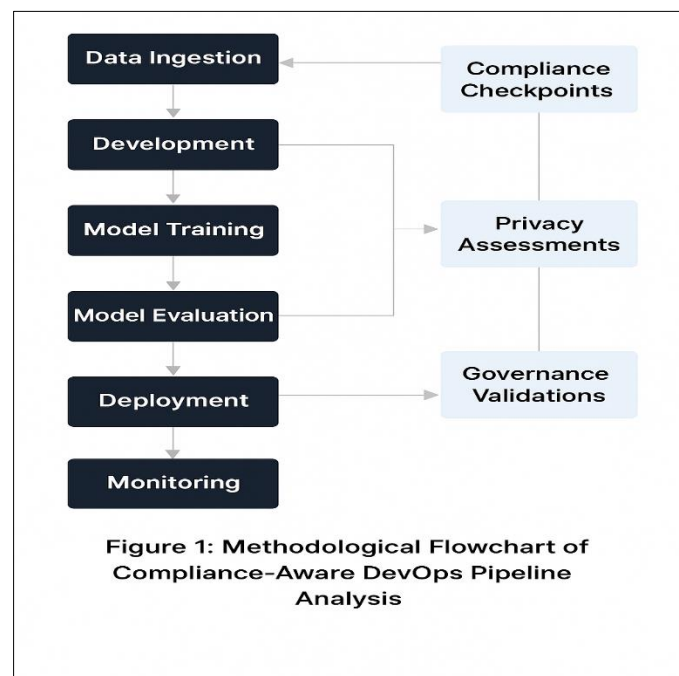 Data Ingestion
Compliance
Checkpoints
Development
Model Training
Privacy
Assessments
Model Evaluation
Deployment
Governance
Validations
Monitoring
Figure 1: Methodological Flowchart of
Compliance-Aware DevOps Pipeline
Analysis